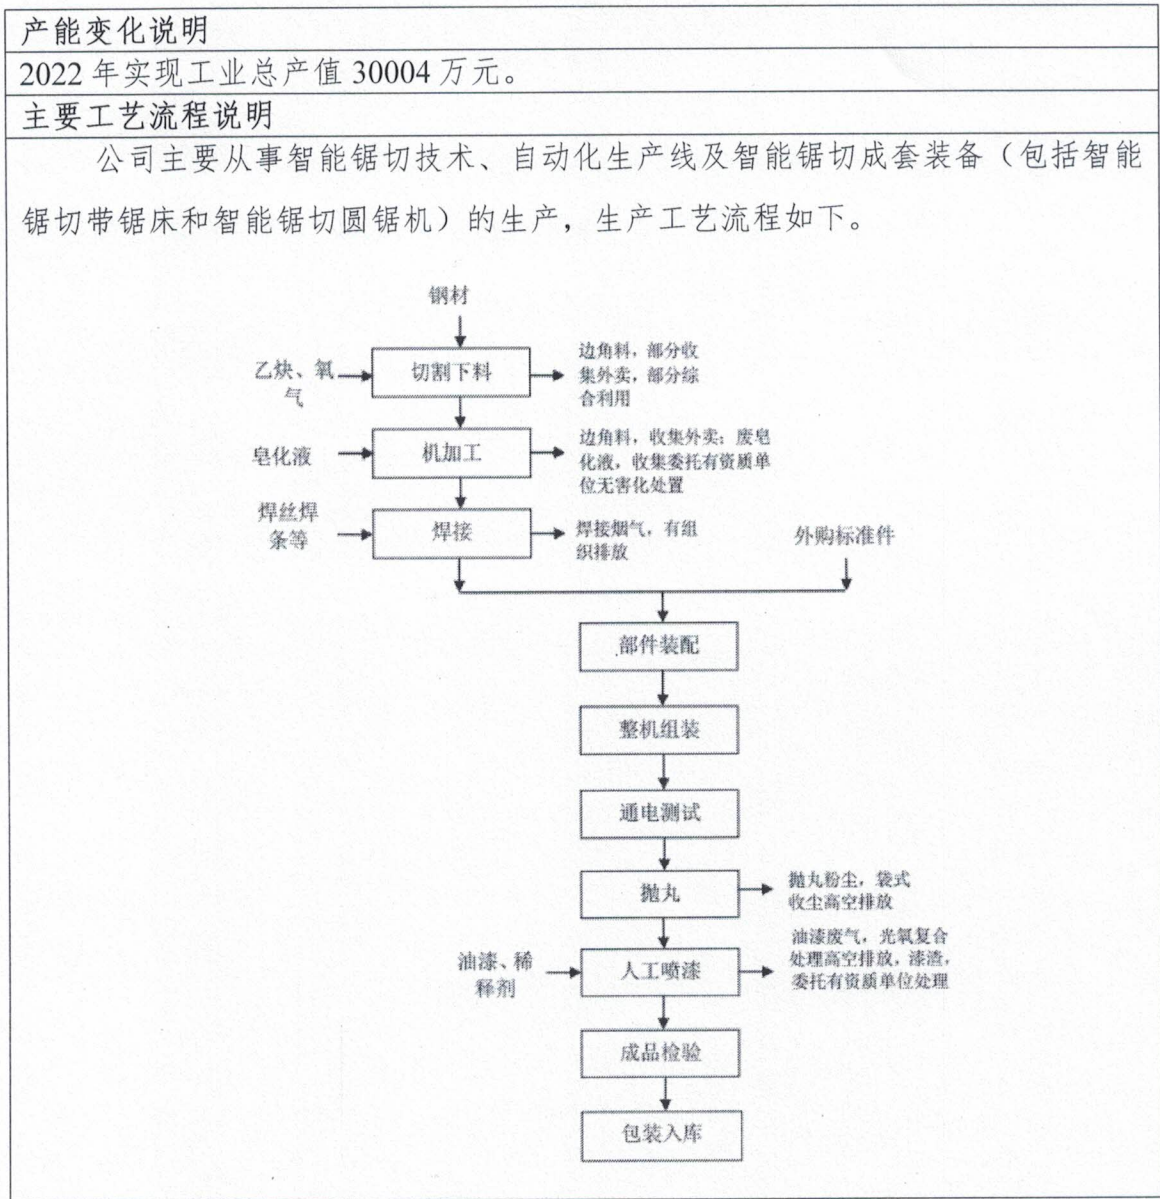 产能变化说明
2022 年实现工业总产值 30004 万元。
主要工艺流程说明
公司主要从事智能锯切技术、自动化生产线及智能锯切成套装备（包括智能
锯切带锯床和智能锯切圆锯机）的生产，生产工艺流程如下。
钢材
乙炔、氧
气
切割下料
边角料，部分收
集外卖，部分综
合利用
皂化液
机加工
边角料，收集外卖；废皂
化液，收集委托有资质单
位无害化处置
焊丝焊
条等
焊接
焊接烟气，有组
织排放
外购标准件
部件装配
整机组装
通电测试
抛丸
抛丸粉尘，袋式
收尘高空排放
油漆、稀
释剂
人工喷漆
油漆废气，光氧复合
处理高空排放，漆渣，
委托有资质单位处理
成品检验
包装入库